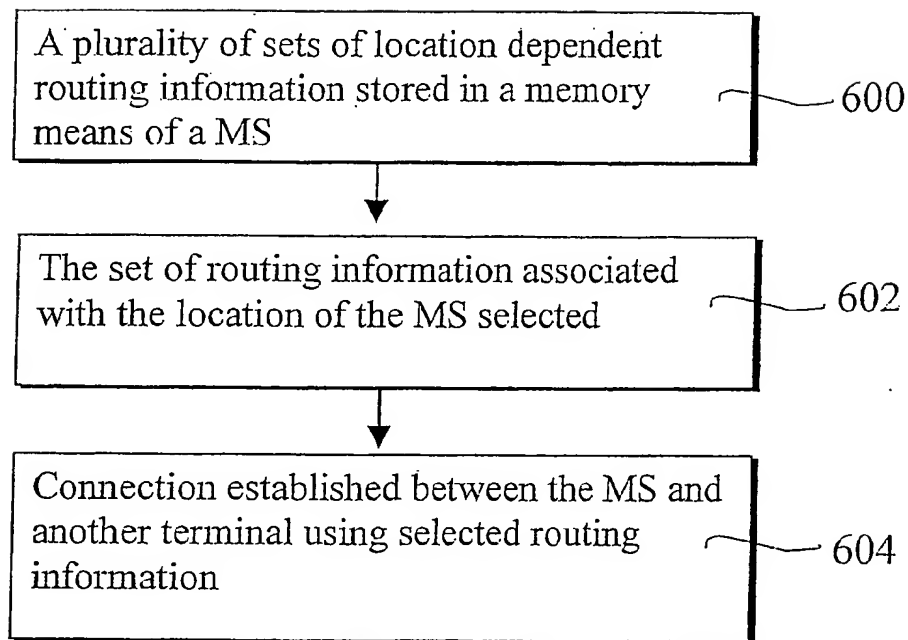 A plurality of sets of location dependent
routing information stored in a memory
means of a MS
600
The set of routing information associated
with the location of the MS selected
602
Connection established between the MS and
another terminal using selected routing
information
604